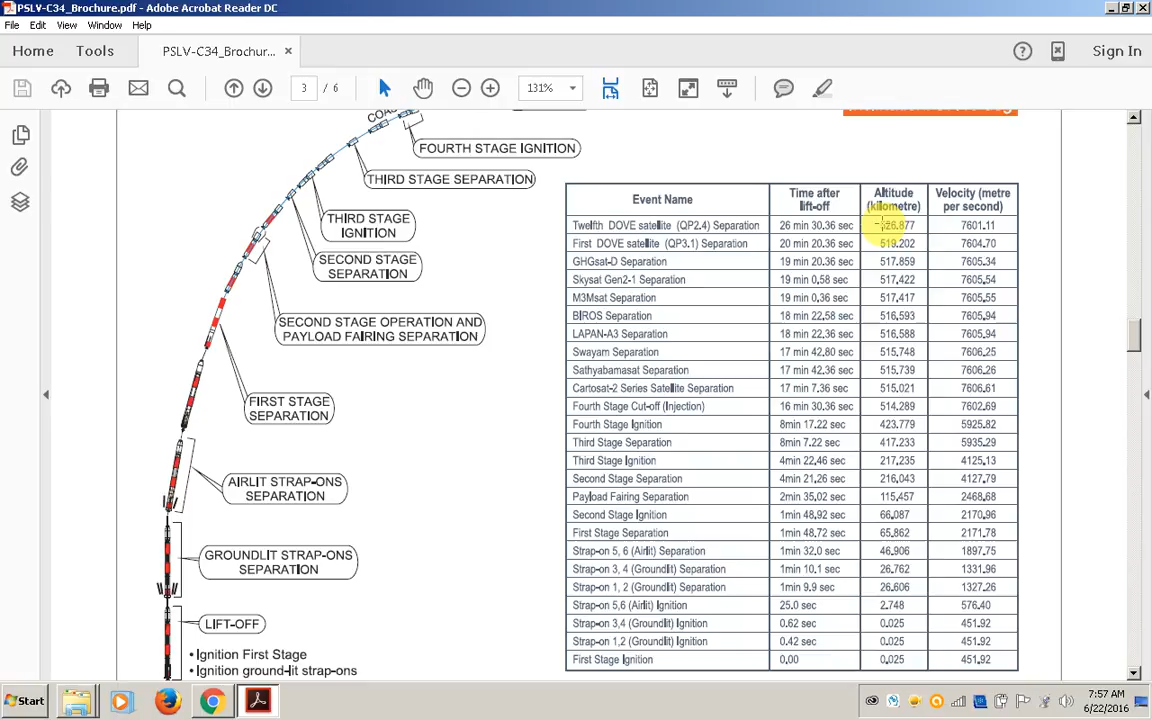 PSLV-C34_Brochure.pdf - Adobe Acrobat Reader DC
File Edit View Window Help
Home Tools PSLV-C34_Brochur... × Sign In
3 / 6 131%
FOURTH STAGE IGNITION
THIRD STAGE SEPARATION
THIRD STAGE
IGNITION
SECOND STAGE
SEPARATION
SECOND STAGE OPERATION AND
PAYLOAD FAIRING SEPARATION
FIRST STAGE
SEPARATION
AIRLIT STRAP-ONS
SEPARATION
GROUNDLIT STRAP-ONS
SEPARATION
LIFT-OFF
• Ignition First Stage
• Ignition ground-lit strap-ons
Event Name Time after lift-off Altitude (kilometre) Velocity (metre per second)
Twelfth DOVE satellite (QP2.4) Separation 26 min 30.36 sec 7601.11
First DOVE satellite (QP3.1) Separation 20 min 20.36 sec 519.202 7604.70
GHGsat-D Separation 19 min 20.36 sec 517.859 7605.34
Skysat Gen2-1 Separation 19 min 0.58 sec 517.422 7605.54
M3Msat Separation 19 min 0.36 sec 517.417 7605.55
BIROS Separation 18 min 22.58 sec 516.593 7605.94
LAPAN-A3 Separation 18 min 22.36 sec 516.588 7605.94
Swayam Separation 17 min 42.80 sec 515.748 7606.25
Sathyabamasat Separation 17 min 42.36 sec 515.739 7606.26
Cartosat-2 Series Satellite Separation 17 min 7.36 sec 515.021 7606.61
Fourth Stage Cut-off (Injection) 16 min 30.36 sec 514.289 7602.69
Fourth Stage Ignition 8min 17.22 sec 423.779 5925.82
Third Stage Separation 8min 7.22 sec 417.233 5935.29
Third Stage Ignition 4min 22.46 sec 217.235 4125.13
Second Stage Separation 4min 21.26 sec 216.043 4127.79
Payload Fairing Separation 2min 35.02 sec 115.457 2468.68
Second Stage Ignition 1min 48.92 sec 66.087 2170.96
First Stage Separation 1min 48.72 sec 65.862 2171.78
Strap-on 5, 6 (Airlit) Separation 1min 32.0 sec 46.906 1897.75
Strap-on 3, 4 (Groundlit) Separation 1min 10.1 sec 26.762 1331.96
Strap-on 1, 2 (Groundlit) Separation 1min 9.9 sec 26.606 1327.26
Strap-on 5,6 (Airlit) Ignition 25.0 sec 2.748 576.40
Strap-on 3,4 (Groundlit) Ignition 0.62 sec 0.025 451.92
Strap-on 1,2 (Groundlit) Ignition 0.42 sec 0.025 451.92
First Stage Ignition 0.00 0.025 451.92
Start 7:57 AM
6/22/2016